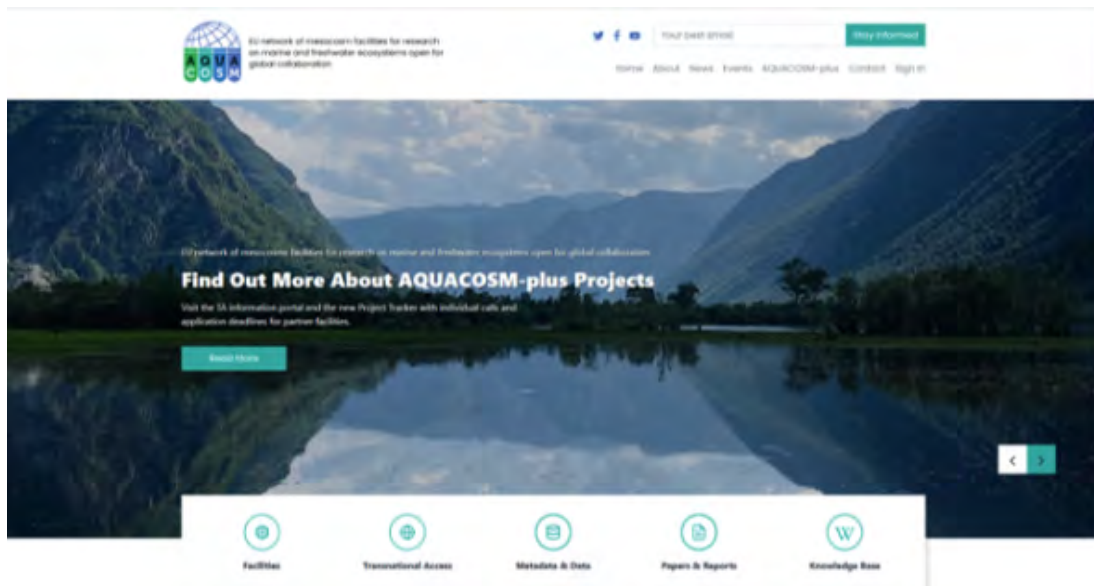 AQUA
COSM
EU network of mesocosm facilities for research
on marine and freshwater ecosystems open for
global collaboration
Your best email
Stay Informed
Home About News Events AQUACOSM-plus Contact Sign In
EU network of mesocosms facilities for research on marine and freshwater ecosystems open for global collaboration
Find Out More About AQUACOSM-plus Projects
Visit the TA information portal and the new Project Tracker with individual calls and
application deadlines for partner facilities.
Read More
Facilities
Transnational Access
Metadata & Data
Papers & Reports
Knowledge Base